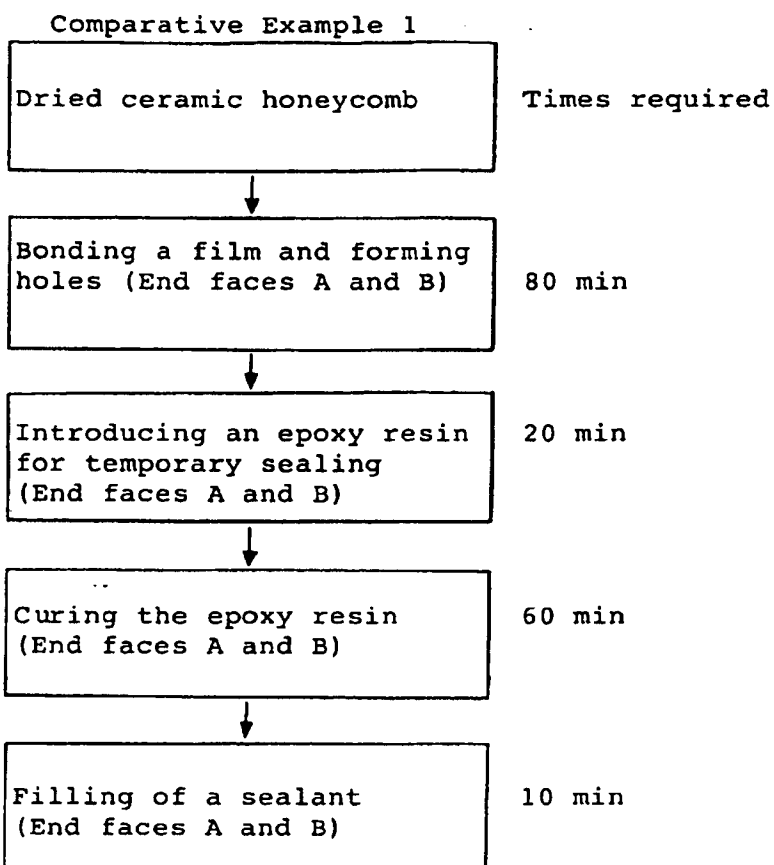 Comparative Example 1
Dried ceramic honeycomb
Times required
Bonding a film and forming
holes (End faces A and B)
80 min
Introducing an epoxy resin
for temporary sealing
(End faces A and B)
20 min
Curing the epoxy resin
(End faces A and B)
60 min
Filling of a sealant
(End faces A and B)
10 min